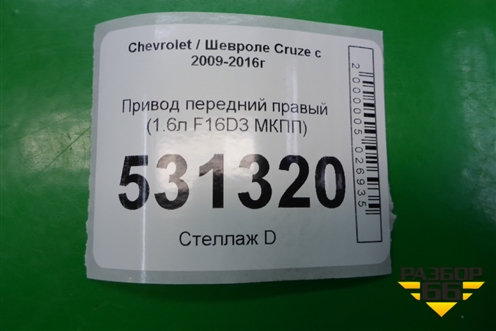 Chevrolet / Шевроле Cruze с
2009-2016г
Привод передний правый
(1.6л F16D3 МКПП)
531320
Стеллаж D
2000005026935
РАЗБОР
66